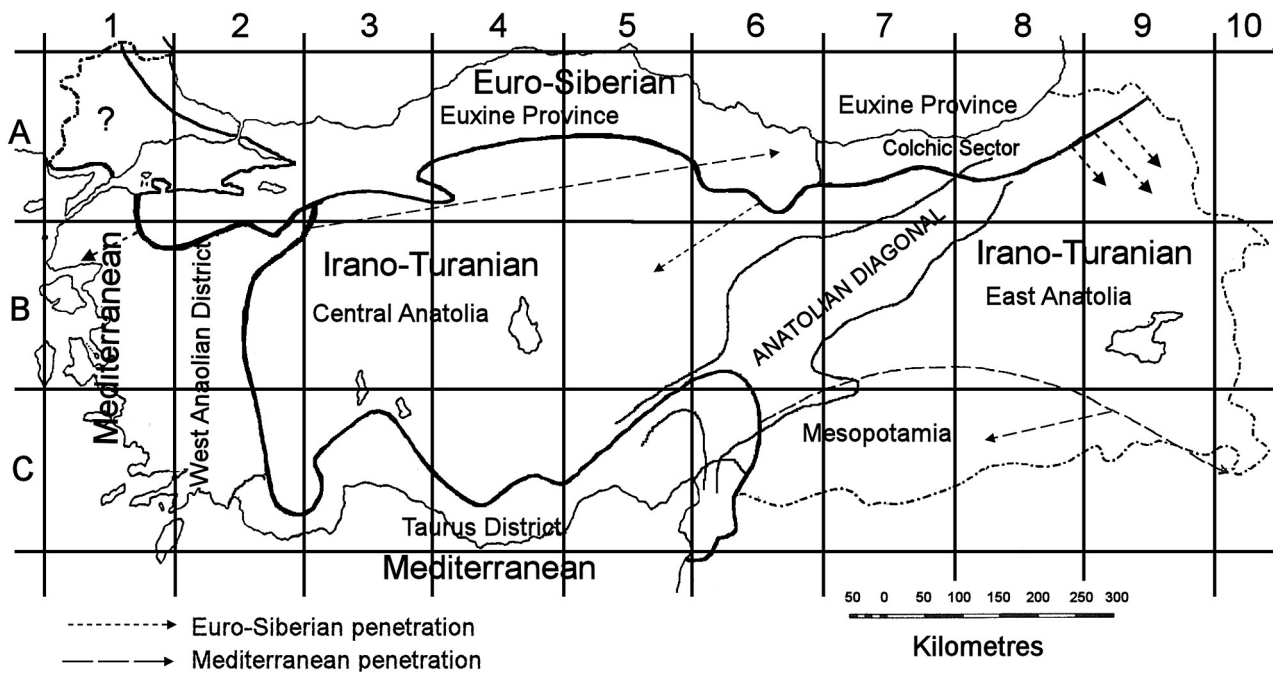 1 2 3 4 5 6 7 8 9 10
A
B
C
?
Euro-Siberian
Euxine Province
Euxine Province
Colchic Sector
Mediterranean
West Anaolian District
Irano-Turanian
Central Anatolia
ANATOLIAN DIAGONAL
Irano-Turanian
East Anatolia
Mesopotamia
Taurus District
Mediterranean
Euro-Siberian penetration
Mediterranean penetration
50 0 50 100 150 200 250 300
Kilometres